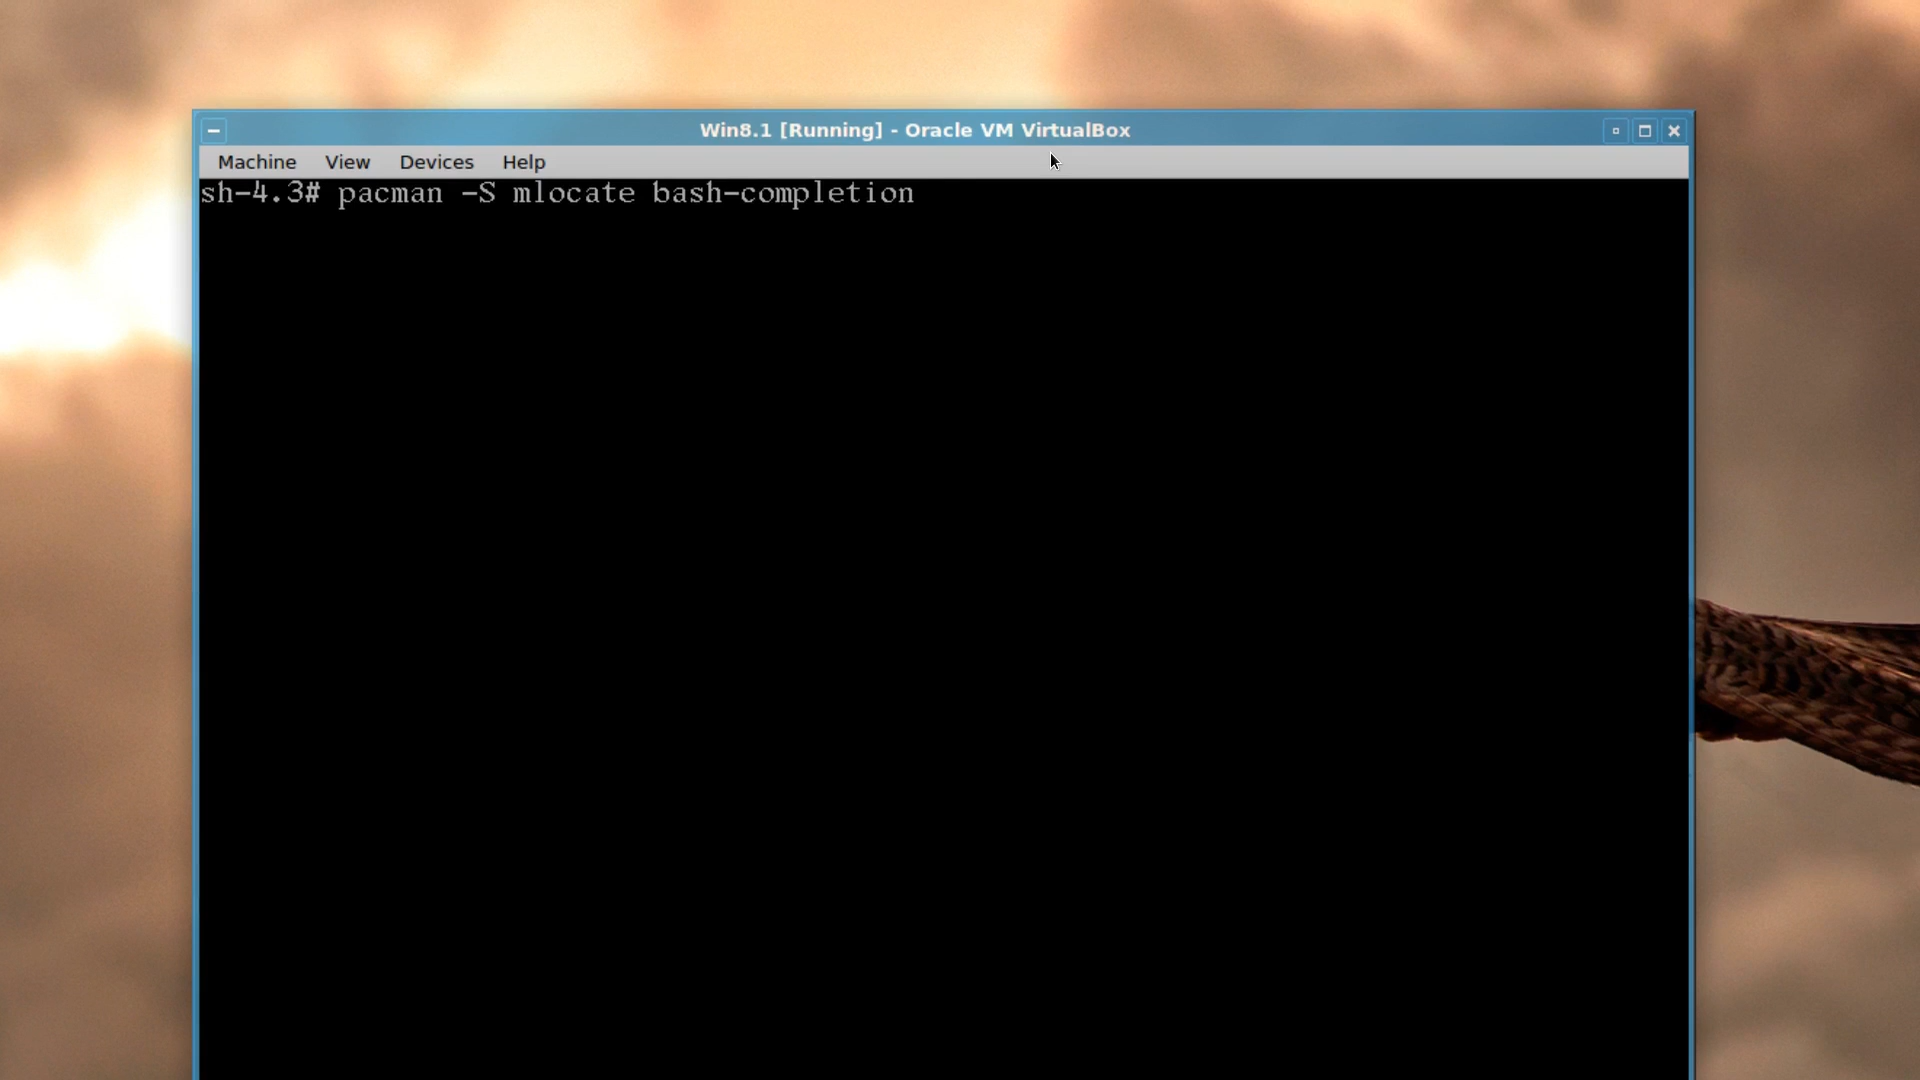 Win8.1 [Running] - Oracle VM VirtualBox
Machine View Devices Help
sh-4.3# pacman -S mlocate bash-completion